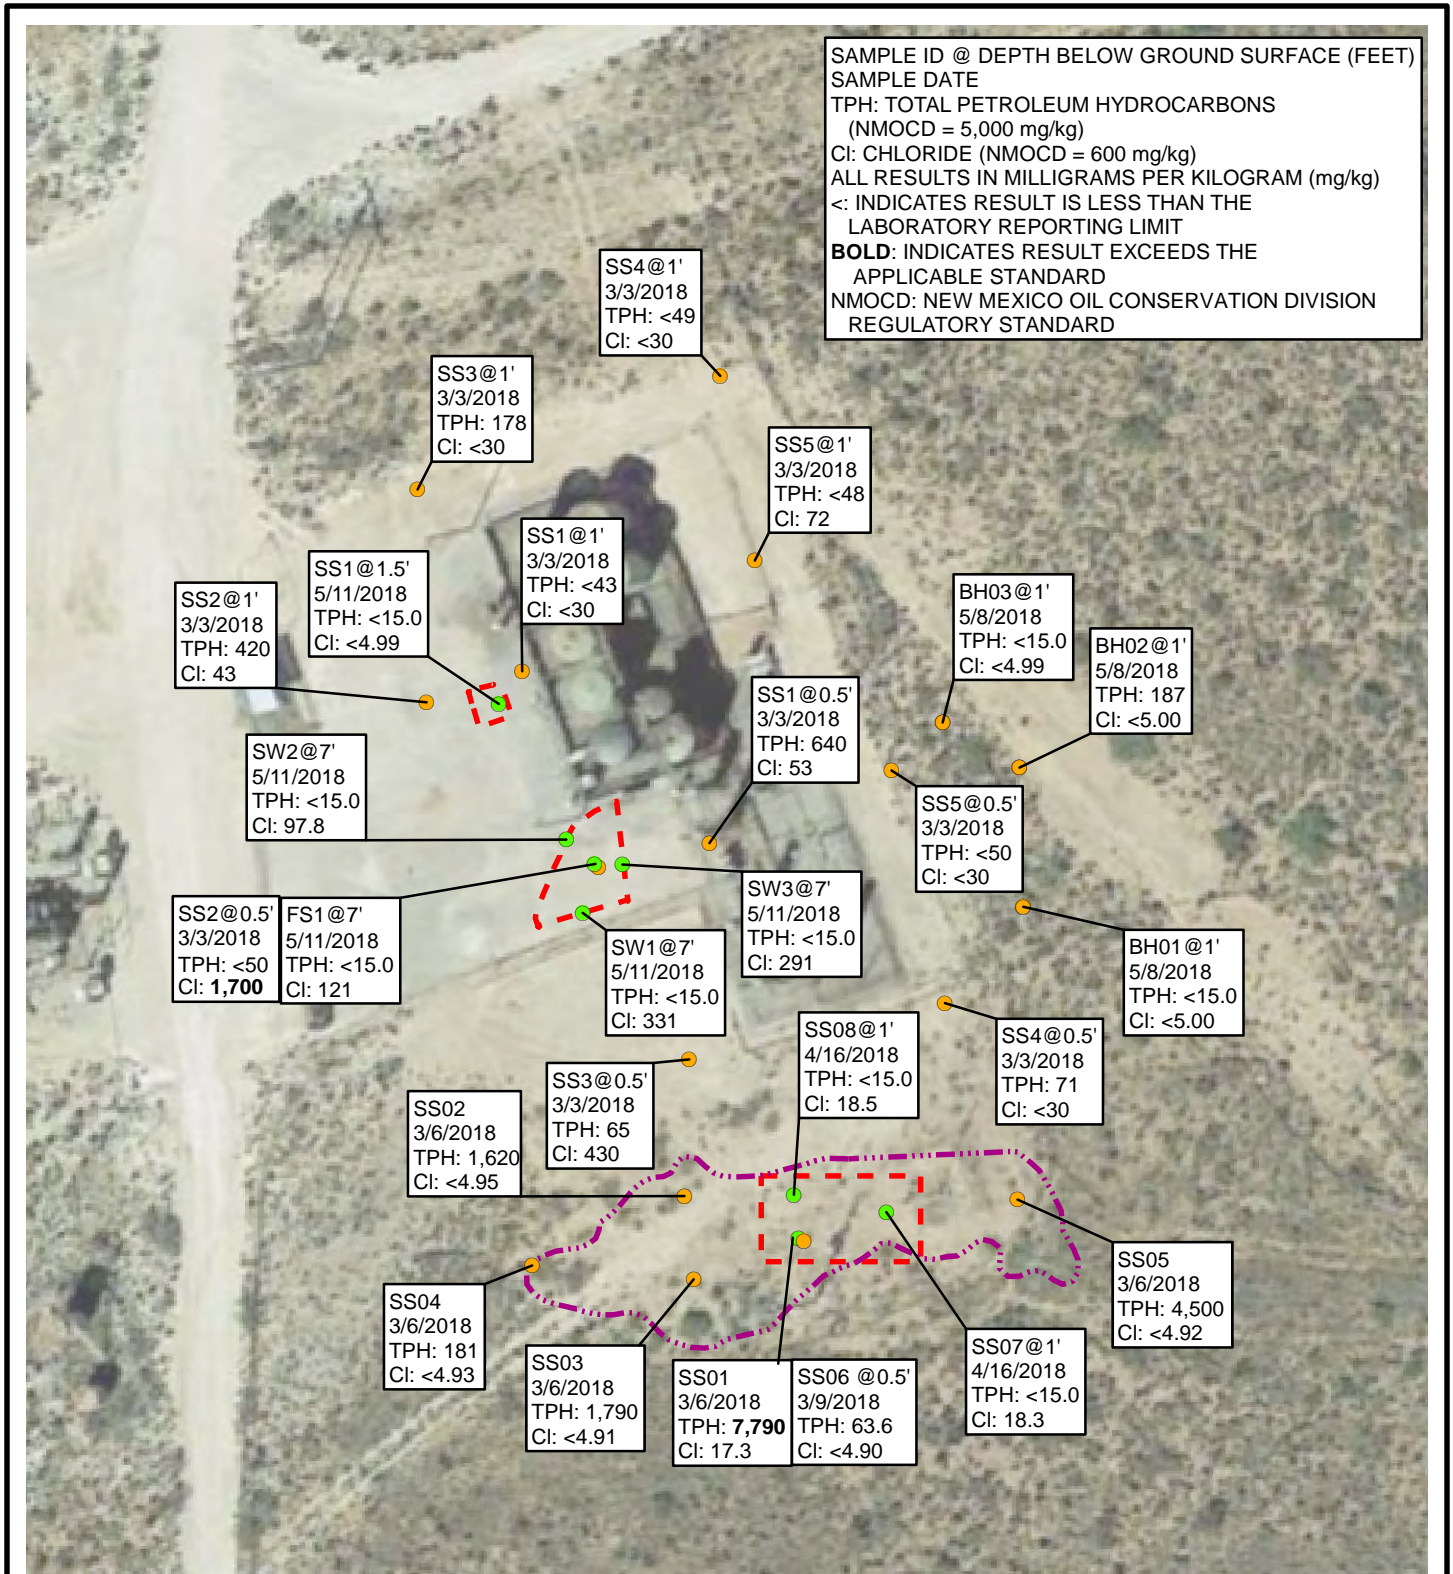 SAMPLE ID @ DEPTH BELOW GROUND SURFACE (FEET)
SAMPLE DATE
TPH: TOTAL PETROLEUM HYDROCARBONS
(NMOCD = 5,000 mg/kg)
Cl: CHLORIDE (NMOCD = 600 mg/kg)
ALL RESULTS IN MILLIGRAMS PER KILOGRAM (mg/kg)
<: INDICATES RESULT IS LESS THAN THE
LABORATORY REPORTING LIMIT
BOLD: INDICATES RESULT EXCEEDS THE
APPLICABLE STANDARD
NMOCD: NEW MEXICO OIL CONSERVATION DIVISION
REGULATORY STANDARD
SS4@1'
3/3/2018
TPH: <49
Cl: <30
SS3@1'
3/3/2018
TPH: 178
Cl: <30
SS5@1'
3/3/2018
TPH: <48
Cl: 72
SS1@1'
3/3/2018
TPH: <43
Cl: <30
SS1@1.5'
5/11/2018
TPH: <15.0
Cl: <4.99
SS2@1'
3/3/2018
TPH: 420
Cl: 43
BH03@1'
5/8/2018
TPH: <15.0
Cl: <4.99
BH02@1'
5/8/2018
TPH: 187
Cl: <5.00
SS1@0.5'
3/3/2018
TPH: 640
Cl: 53
SW2@7'
5/11/2018
TPH: <15.0
Cl: 97.8
SS5@0.5'
3/3/2018
TPH: <50
Cl: <30
SW3@7'
5/11/2018
TPH: <15.0
Cl: 291
SS2@0.5'
3/3/2018
TPH: <50
Cl: 1,700
FS1@7'
5/11/2018
TPH: <15.0
Cl: 121
SW1@7'
5/11/2018
TPH: <15.0
Cl: 331
BH01@1'
5/8/2018
TPH: <15.0
Cl: <5.00
SS08@1'
4/16/2018
TPH: <15.0
Cl: 18.5
SS4@0.5'
3/3/2018
TPH: 71
Cl: <30
SS3@0.5'
3/3/2018
TPH: 65
Cl: 430
SS02
3/6/2018
TPH: 1,620
Cl: <4.95
SS05
3/6/2018
TPH: 4,500
Cl: <4.92
SS04
3/6/2018
TPH: 181
Cl: <4.93
SS03
3/6/2018
TPH: 1,790
Cl: <4.91
SS01
3/6/2018
TPH: 7,790
Cl: 17.3
SS06 @0.5'
3/9/2018
TPH: 63.6
Cl: <4.90
SS07@1'
4/16/2018
TPH: <15.0
Cl: 18.3